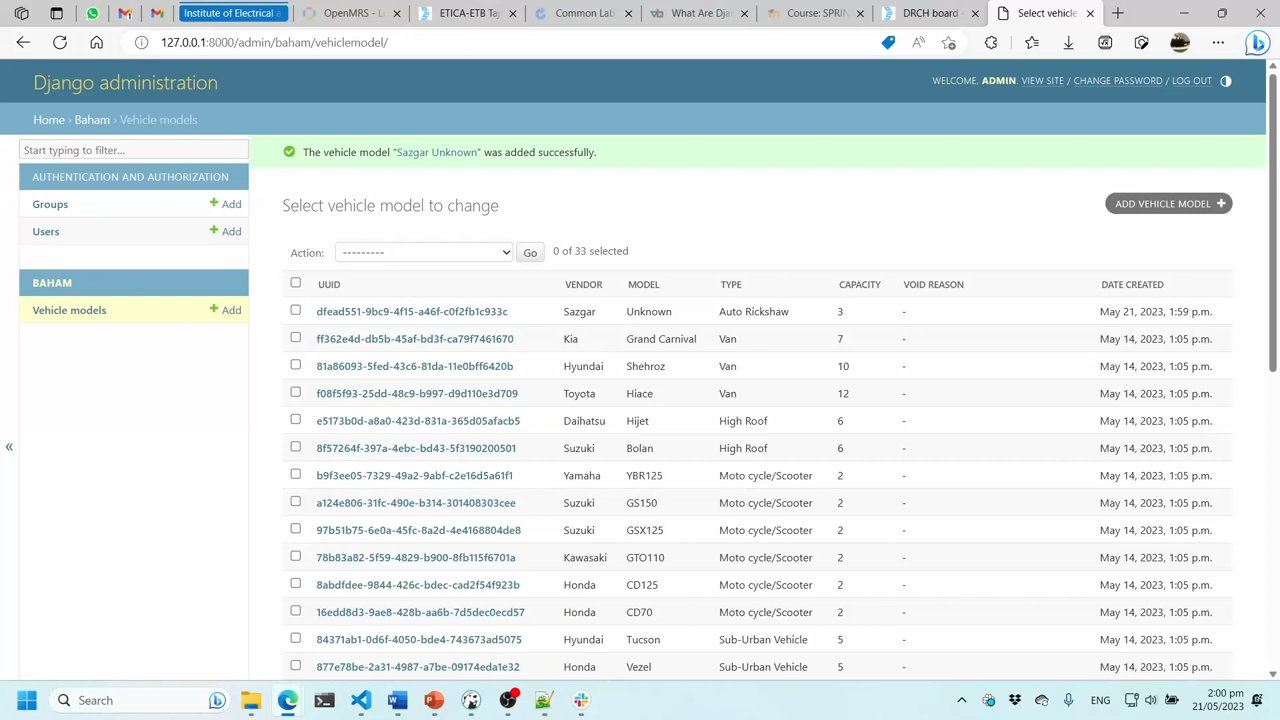 Institute of Electrical a
OpenMRS - L
ETICA-ETB Ta
Common Lab
What Are Dja
Course: SPRIN
DRCH board
Select vehicle
127.0.0.1:8000/admin/baham/vehiclemodel/
Django administration
WELCOME, ADMIN. VIEW SITE / CHANGE PASSWORD / LOG OUT
Home › Baham › Vehicle models
Start typing to filter...
The vehicle model “Sazgar Unknown” was added successfully.
AUTHENTICATION AND AUTHORIZATION
Groups Add
Users Add
BAHAM
Vehicle models Add
«
Select vehicle model to change
ADD VEHICLE MODEL
Action: --------- Go 0 of 33 selected
UUID VENDOR MODEL TYPE CAPACITY VOID REASON DATE CREATED
dfead551-9bc9-4f15-a46f-c0f2fb1c933c Sazgar Unknown Auto Rickshaw 3 - May 21, 2023, 1:59 p.m.
ff362e4d-db5b-45af-bd3f-ca79f7461670 Kia Grand Carnival Van 7 - May 14, 2023, 1:05 p.m.
81a86093-5fed-43c6-81da-11e0bff6420b Hyundai Shehroz Van 10 - May 14, 2023, 1:05 p.m.
f08f5f93-25dd-48c9-b997-d9d110e3d709 Toyota Hiace Van 12 - May 14, 2023, 1:05 p.m.
e5173b0d-a8a0-423d-831a-365d05afacb5 Daihatsu Hijet High Roof 6 - May 14, 2023, 1:05 p.m.
8f57264f-397a-4ebc-bd43-5f3190200501 Suzuki Bolan High Roof 6 - May 14, 2023, 1:05 p.m.
b9f3ee05-7329-49a2-9abf-c2e16d5a61f1 Yamaha YBR125 Moto cycle/Scooter 2 - May 14, 2023, 1:05 p.m.
a124e806-31fc-490e-b314-301408303cee Suzuki GS150 Moto cycle/Scooter 2 - May 14, 2023, 1:05 p.m.
97b51b75-6e0a-45fc-8a2d-4e4168804de8 Suzuki GSX125 Moto cycle/Scooter 2 - May 14, 2023, 1:05 p.m.
78b83a82-5f59-4829-b900-8fb115f6701a Kawasaki GTO110 Moto cycle/Scooter 2 - May 14, 2023, 1:05 p.m.
8abdfdee-9844-426c-bdec-cad2f54f923b Honda CD125 Moto cycle/Scooter 2 - May 14, 2023, 1:05 p.m.
16edd8d3-9ae8-428b-aa6b-7d5dec0ecd57 Honda CD70 Moto cycle/Scooter 2 - May 14, 2023, 1:05 p.m.
84371ab1-0d6f-4050-bde4-743673ad5075 Hyundai Tucson Sub-Urban Vehicle 5 - May 14, 2023, 1:05 p.m.
877e78be-2a31-4987-a7be-09174eda1e32 Honda Vezel Sub-Urban Vehicle 5 - May 14, 2023, 1:05 p.m.
Search
ENG
2:00 pm
21/05/2023